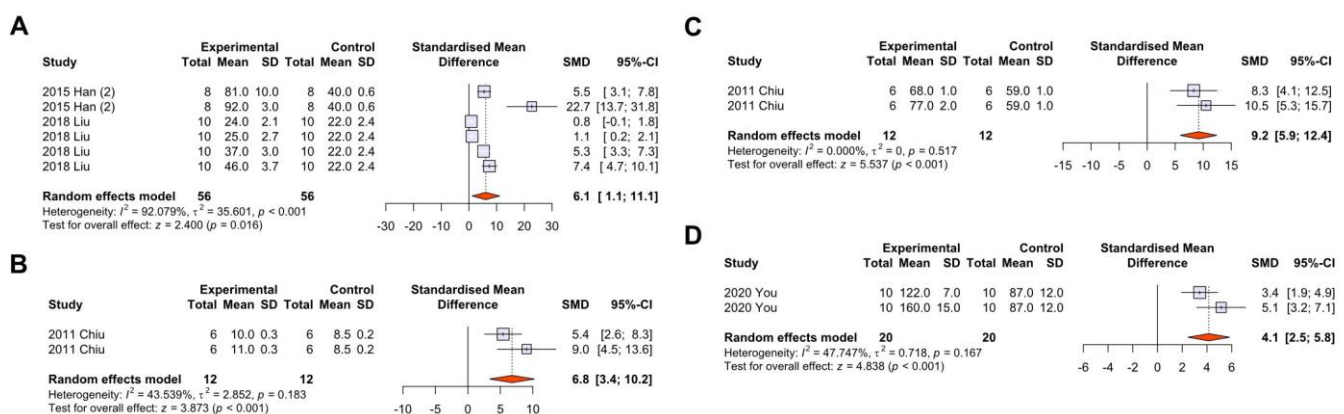 A
Experimental Control Standardised Mean
Study Total Mean SD Total Mean SD Difference SMD 95%-CI
2015 Han (2) 8 81.0 10.0 8 40.0 0.6 5.5 [ 3.1; 7.8]
2015 Han (2) 8 92.0 3.0 8 40.0 0.6 22.7 [13.7; 31.8]
2018 Liu 10 24.0 2.1 10 22.0 2.4 0.8 [-0.1; 1.8]
2018 Liu 10 25.0 2.7 10 22.0 2.4 1.1 [ 0.2; 2.1]
2018 Liu 10 37.0 3.0 10 22.0 2.4 5.3 [ 3.3; 7.3]
2018 Liu 10 46.0 3.7 10 22.0 2.4 7.4 [ 4.7; 10.1]
Random effects model 56 56 6.1 [ 1.1; 11.1]
Heterogeneity: I² = 92.079%, τ² = 35.601, p < 0.001
Test for overall effect: z = 2.400 (p = 0.016)
-30 -20 -10 0 10 20 30
B
Experimental Control Standardised Mean
Study Total Mean SD Total Mean SD Difference SMD 95%-CI
2011 Chiu 6 10.0 0.3 6 8.5 0.2 5.4 [2.6; 8.3]
2011 Chiu 6 11.0 0.3 6 8.5 0.2 9.0 [4.5; 13.6]
Random effects model 12 12 6.8 [3.4; 10.2]
Heterogeneity: I² = 43.539%, τ² = 2.852, p = 0.183
Test for overall effect: z = 3.873 (p < 0.001)
-10 -5 0 5 10
C
Experimental Control Standardised Mean
Study Total Mean SD Total Mean SD Difference SMD 95%-CI
2011 Chiu 6 68.0 1.0 6 59.0 1.0 8.3 [4.1; 12.5]
2011 Chiu 6 77.0 2.0 6 59.0 1.0 10.5 [5.3; 15.7]
Random effects model 12 12 9.2 [5.9; 12.4]
Heterogeneity: I² = 0.000%, τ² = 0, p = 0.517
Test for overall effect: z = 5.537 (p < 0.001)
-15 -10 -5 0 5 10 15
D
Experimental Control Standardised Mean
Study Total Mean SD Total Mean SD Difference SMD 95%-CI
2020 You 10 122.0 7.0 10 87.0 12.0 3.4 [1.9; 4.9]
2020 You 10 160.0 15.0 10 87.0 12.0 5.1 [3.2; 7.1]
Random effects model 20 20 4.1 [2.5; 5.8]
Heterogeneity: I² = 47.747%, τ² = 0.718, p = 0.167
Test for overall effect: z = 4.838 (p < 0.001)
-6 -4 -2 0 2 4 6